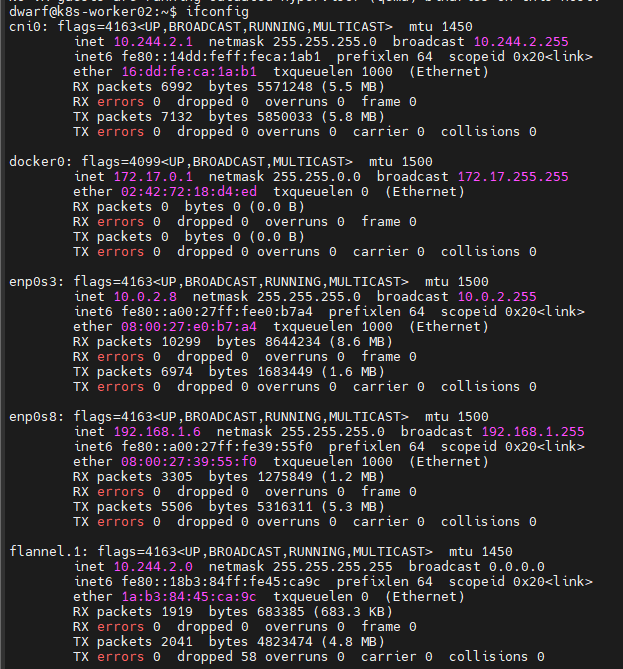 dwarf@k8s-worker02:~$ ifconfig
cni0: flags=4163<UP,BROADCAST,RUNNING,MULTICAST>  mtu 1450
        inet 10.244.2.1  netmask 255.255.255.0  broadcast 10.244.2.255
        inet6 fe80::14dd:feff:feca:1ab1  prefixlen 64  scopeid 0x20<link>
        ether 16:dd:fe:ca:1a:b1  txqueuelen 1000  (Ethernet)
        RX packets 6992  bytes 5571248 (5.5 MB)
        RX errors 0  dropped 0  overruns 0  frame 0
        TX packets 7132  bytes 5850033 (5.8 MB)
        TX errors 0  dropped 0 overruns 0  carrier 0  collisions 0
docker0: flags=4099<UP,BROADCAST,MULTICAST>  mtu 1500
        inet 172.17.0.1  netmask 255.255.0.0  broadcast 172.17.255.255
        ether 02:42:72:18:d4:ed  txqueuelen 0  (Ethernet)
        RX packets 0  bytes 0 (0.0 B)
        RX errors 0  dropped 0  overruns 0  frame 0
        TX packets 0  bytes 0 (0.0 B)
        TX errors 0  dropped 0 overruns 0  carrier 0  collisions 0
enp0s3: flags=4163<UP,BROADCAST,RUNNING,MULTICAST>  mtu 1500
        inet 10.0.2.8  netmask 255.255.255.0  broadcast 10.0.2.255
        inet6 fe80::a00:27ff:fee0:b7a4  prefixlen 64  scopeid 0x20<link>
        ether 08:00:27:e0:b7:a4  txqueuelen 1000  (Ethernet)
        RX packets 10299  bytes 8644234 (8.6 MB)
        RX errors 0  dropped 0  overruns 0  frame 0
        TX packets 6974  bytes 1683449 (1.6 MB)
        TX errors 0  dropped 0 overruns 0  carrier 0  collisions 0
enp0s8: flags=4163<UP,BROADCAST,RUNNING,MULTICAST>  mtu 1500
        inet 192.168.1.6  netmask 255.255.255.0  broadcast 192.168.1.255
        inet6 fe80::a00:27ff:fe39:55f0  prefixlen 64  scopeid 0x20<link>
        ether 08:00:27:39:55:f0  txqueuelen 1000  (Ethernet)
        RX packets 3305  bytes 1275849 (1.2 MB)
        RX errors 0  dropped 0  overruns 0  frame 0
        TX packets 5506  bytes 5316311 (5.3 MB)
        TX errors 0  dropped 0 overruns 0  carrier 0  collisions 0
flannel.1: flags=4163<UP,BROADCAST,RUNNING,MULTICAST>  mtu 1450
        inet 10.244.2.0  netmask 255.255.255.255  broadcast 0.0.0.0
        inet6 fe80::18b3:84ff:fe45:ca9c  prefixlen 64  scopeid 0x20<link>
        ether 1a:b3:84:45:ca:9c  txqueuelen 0  (Ethernet)
        RX packets 1919  bytes 683385 (683.3 KB)
        RX errors 0  dropped 0  overruns 0  frame 0
        TX packets 2041  bytes 4823474 (4.8 MB)
        TX errors 0  dropped 58 overruns 0  carrier 0  collisions 0